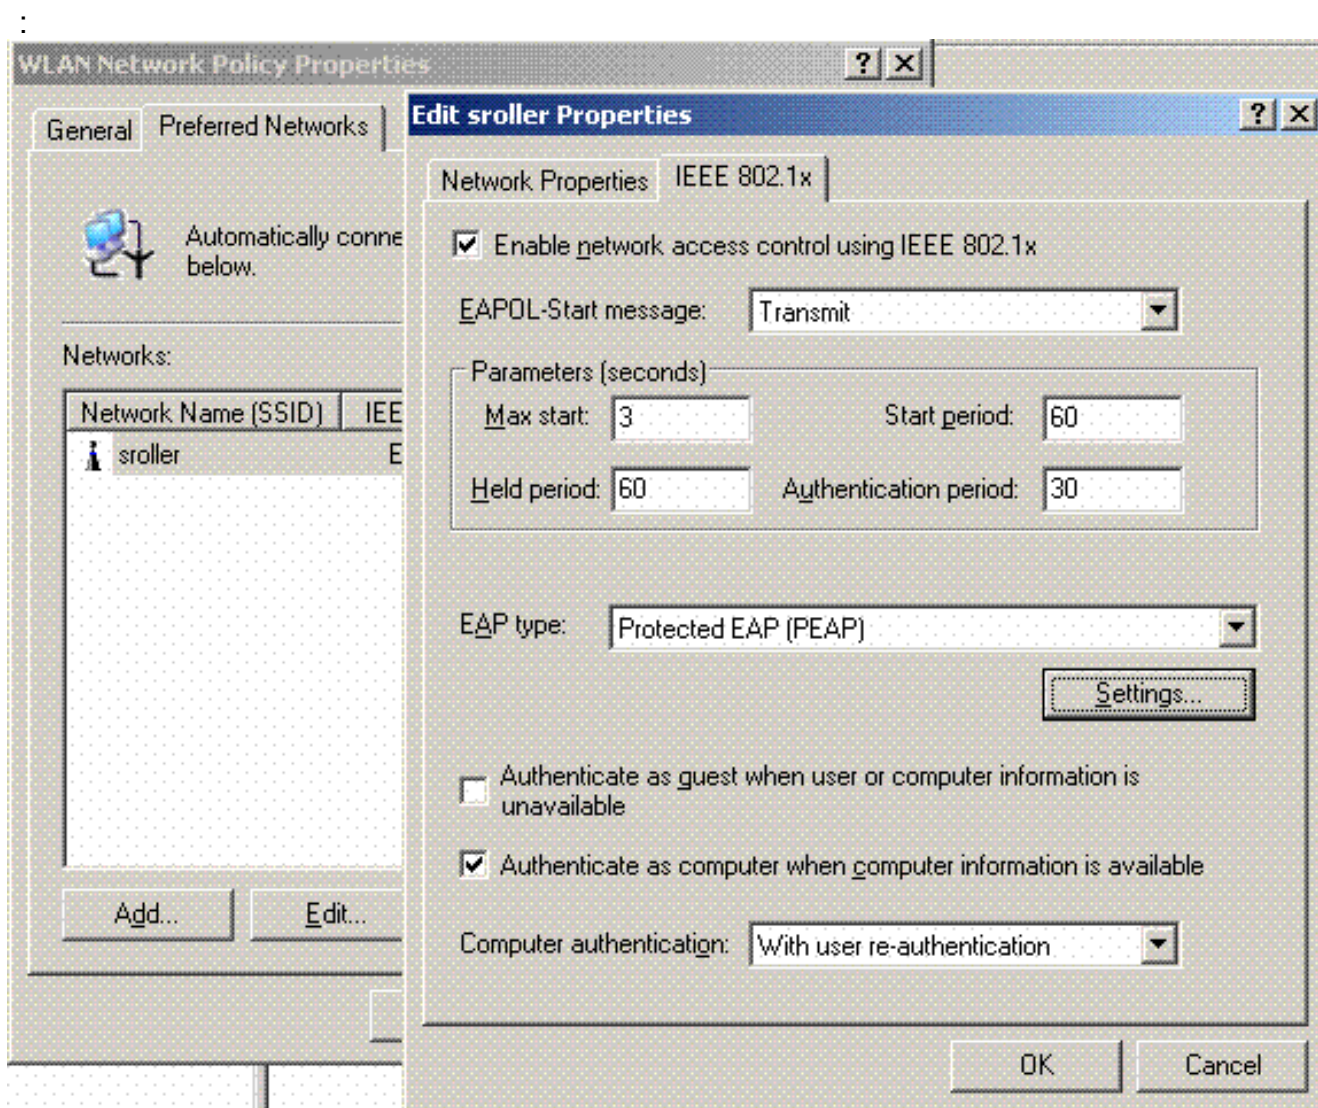 :
WLAN Network Policy Properties
General
Preferred Networks
Automatically conne
below.
Networks:
Network Name (SSID)
IEE
sroller
E
Add...
Edit...
Edit sroller Properties
Network Properties
IEEE 802.1x
Enable network access control using IEEE 802.1x
EAPOL-Start message:
Transmit
Parameters (seconds)
Max start:
3
Start period:
60
Held period:
60
Authentication period:
30
EAP type:
Protected EAP (PEAP)
Settings...
Authenticate as guest when user or computer information is
unavailable
Authenticate as computer when computer information is available
Computer authentication:
With user re-authentication
OK
Cancel